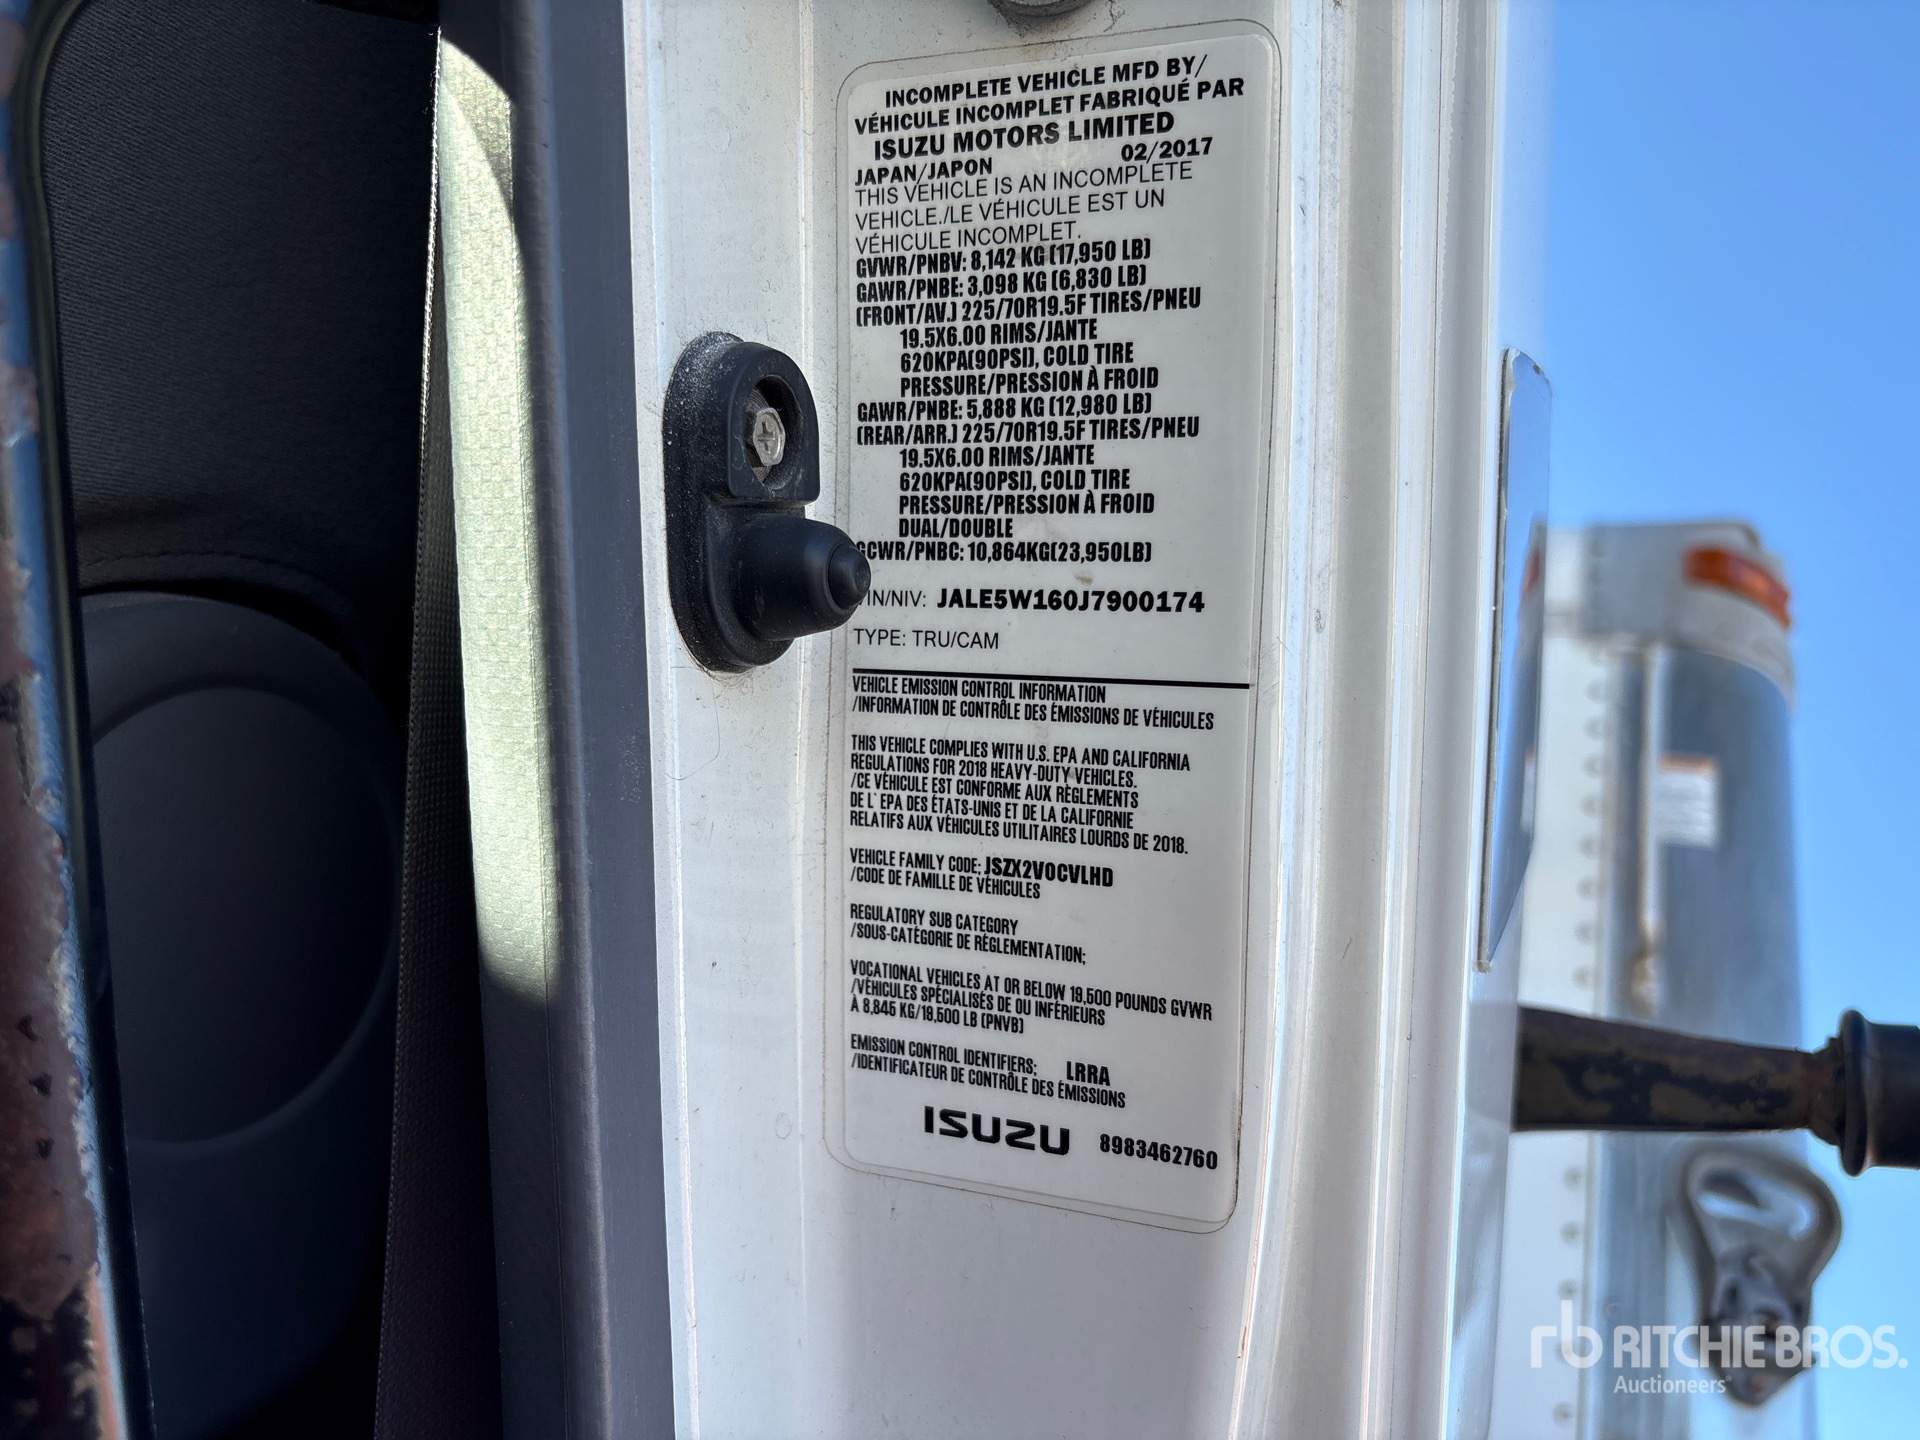 INCOMPLETE VEHICLE MFD BY/
VÉHICULE INCOMPLET FABRIQUÉ PAR
ISUZU MOTORS LIMITED
JAPAN/JAPON 02/2017
THIS VEHICLE IS AN INCOMPLETE
VEHICLE./LE VÉHICULE EST UN
VÉHICULE INCOMPLET.
GVWR/PNBV: 8,142 KG (17,950 LB)
GAWR/PNBE: 3,098 KG (6,830 LB)
(FRONT/AV.) 225/70R19.5F TIRES/PNEU
19.5X6.00 RIMS/JANTE
620KPA(90PSI), COLD TIRE
PRESSURE/PRESSION À FROID
GAWR/PNBE: 5,888 KG (12,980 LB)
(REAR/ARR.) 225/70R19.5F TIRES/PNEU
19.5X6.00 RIMS/JANTE
620KPA(90PSI), COLD TIRE
PRESSURE/PRESSION À FROID
DUAL/DOUBLE
GCWR/PNBC: 10,864KG(23,950LB)
VIN/NIV: JALE5W160J7900174
TYPE: TRU/CAM
VEHICLE EMISSION CONTROL INFORMATION
/INFORMATION DE CONTRÔLE DES ÉMISSIONS DE VÉHICULES
THIS VEHICLE COMPLIES WITH U.S. EPA AND CALIFORNIA
REGULATIONS FOR 2018 HEAVY-DUTY VEHICLES.
/CE VÉHICULE EST CONFORME AUX RÈGLEMENTS
DE L'EPA DES ÉTATS-UNIS ET DE LA CALIFORNIE
RELATIFS AUX VÉHICULES UTILITAIRES LOURDS DE 2018.
VEHICLE FAMILY CODE; JSZX2VOCVLHD
/CODE DE FAMILLE DE VÉHICULES
REGULATORY SUB CATEGORY
/SOUS-CATÉGORIE DE RÉGLEMENTATION;
VOCATIONAL VEHICLES AT OR BELOW 19,500 POUNDS GVWR
/VÉHICULES SPÉCIALISÉS DE OU INFÉRIEURS
À 8,845 KG/19,500 LB (PNVB)
EMISSION CONTROL IDENTIFIERS; LRRA
/IDENTIFICATEUR DE CONTRÔLE DES ÉMISSIONS
ISUZU 8983462760
rb RITCHIE BROS.
Auctioneers